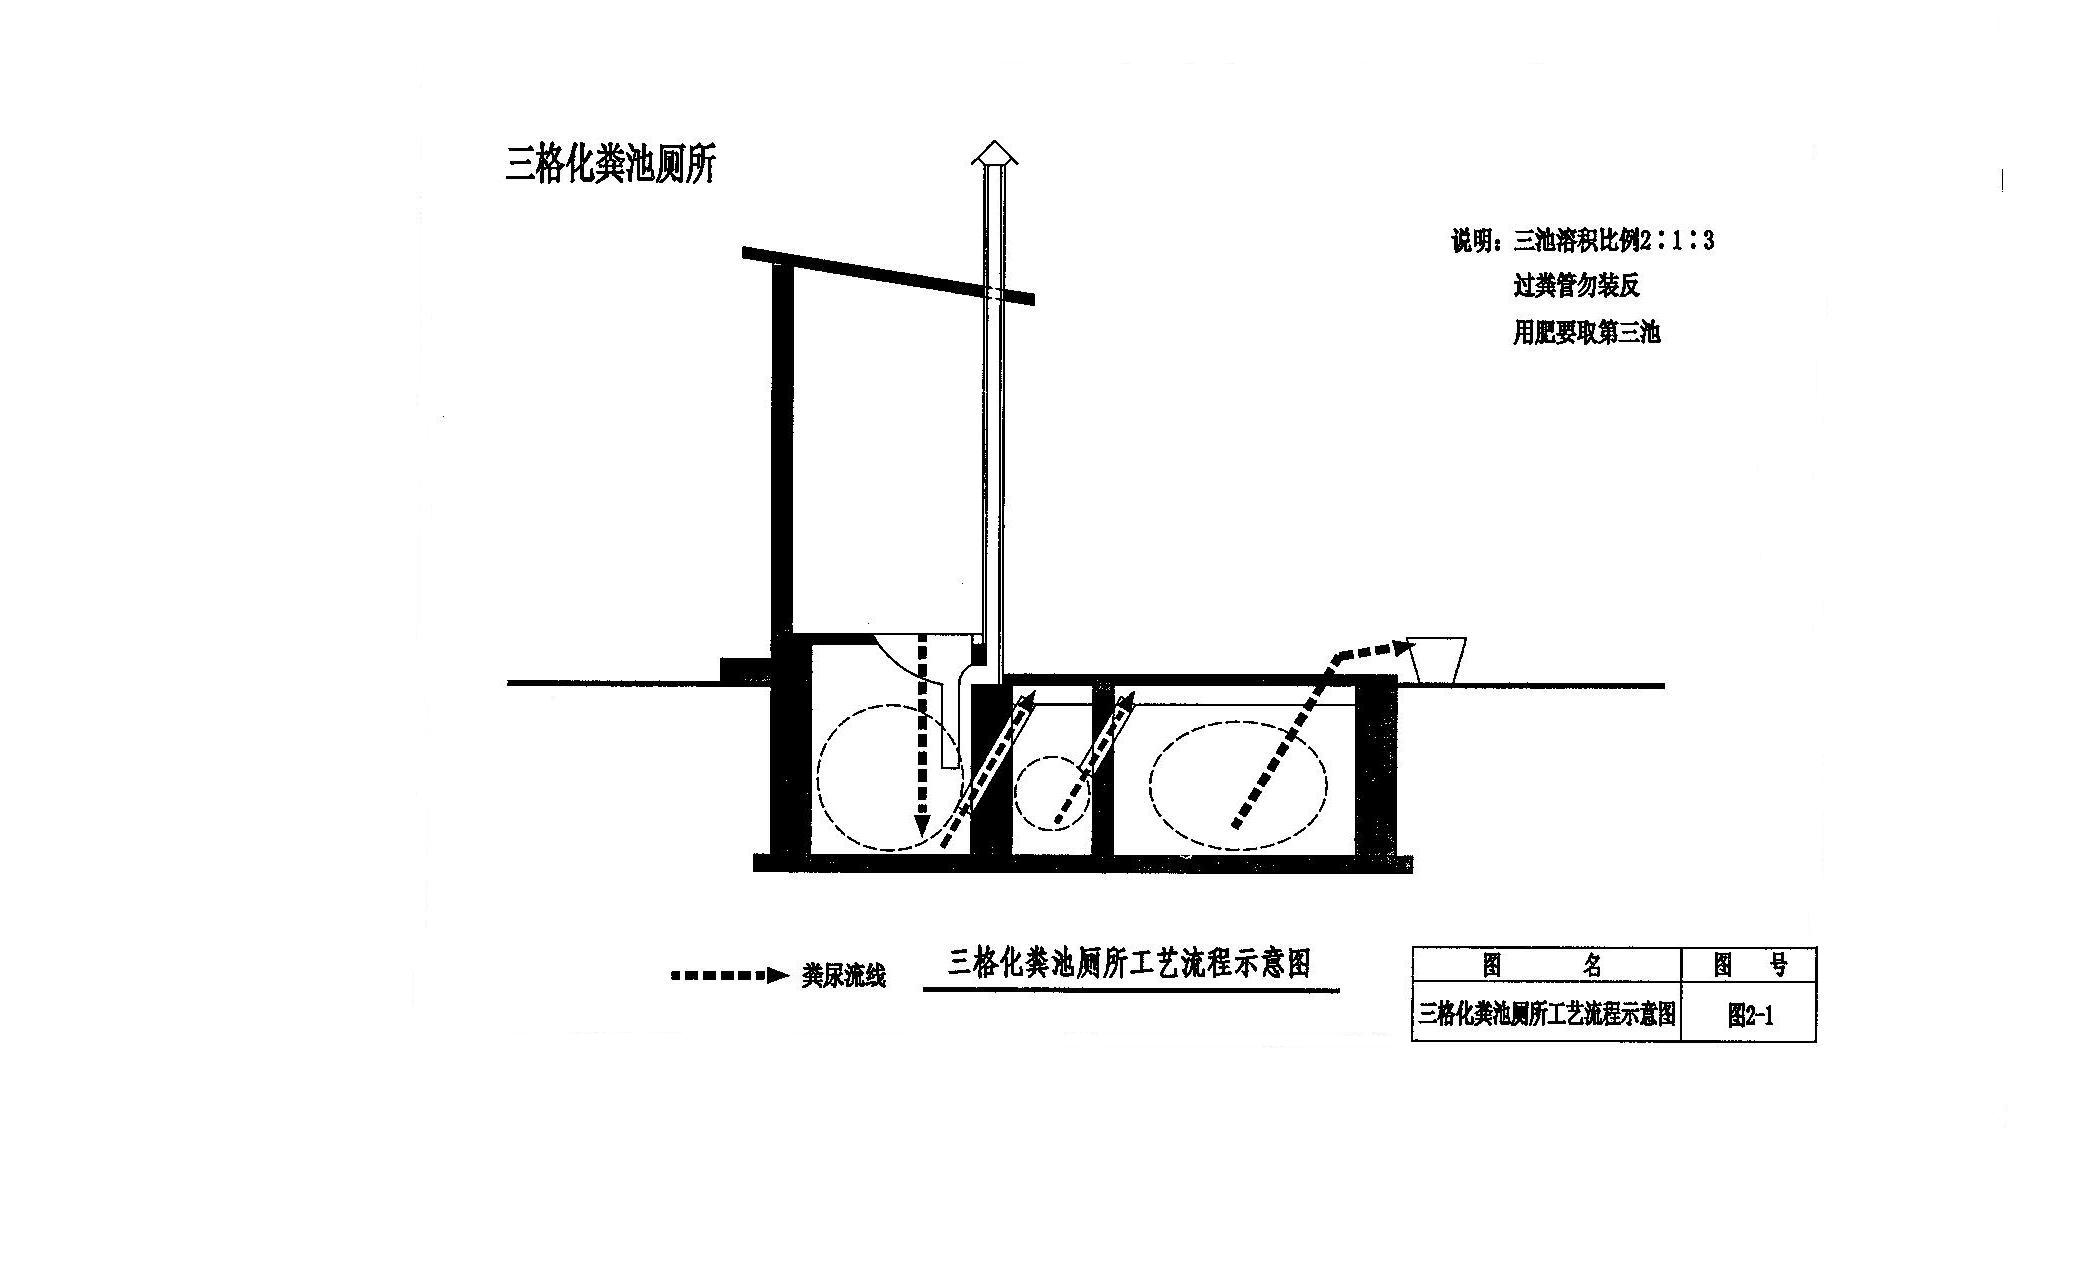 三格化粪池厕所
说明：三池溶积比例2：1：3
过粪管勿装反
用肥要取第三池
粪尿流线
三格化粪池厕所工艺流程示意图
图 名 图 号
三格化粪池厕所工艺流程示意图 图2-1